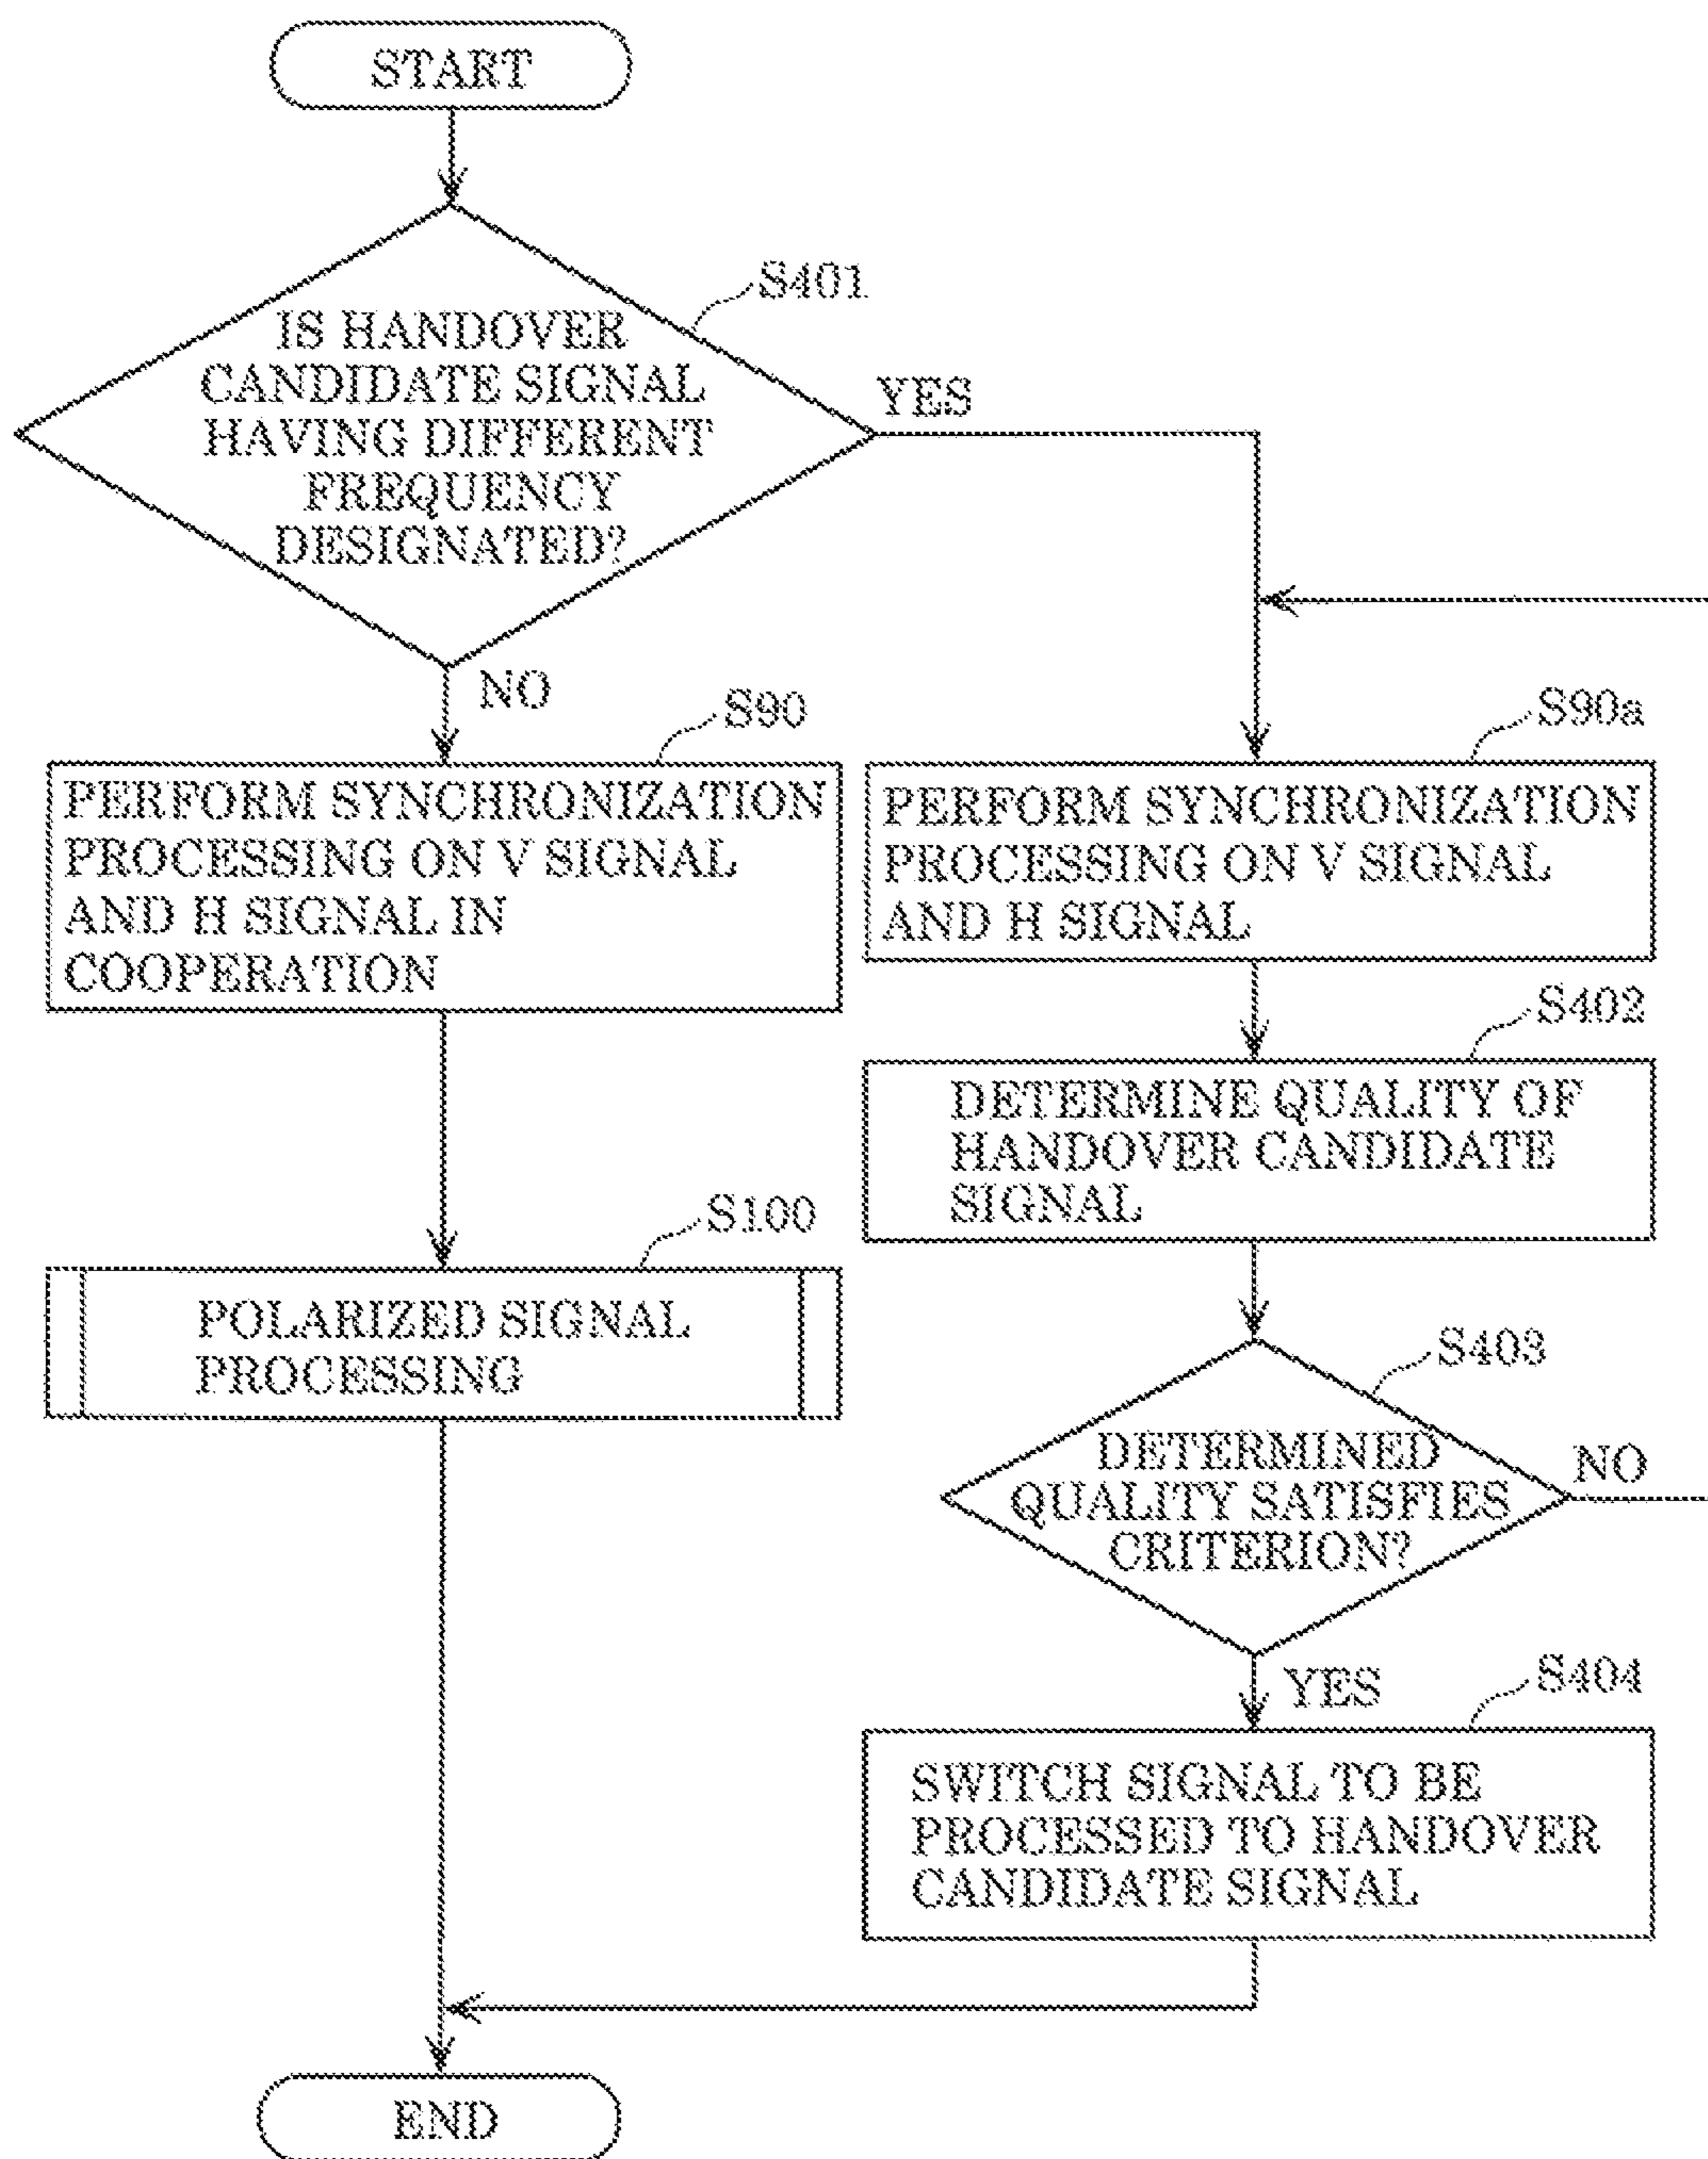 START
S401
IS HANDOVER
CANDIDATE SIGNAL
HAVING DIFFERENT
FREQUENCY
DESIGNATED?
YES
NO
S90
PERFORM SYNCHRONIZATION
PROCESSING ON V SIGNAL
AND H SIGNAL IN
COOPERATION
S90a
PERFORM SYNCHRONIZATION
PROCESSING ON V SIGNAL
AND H SIGNAL
S402
DETERMINE QUALITY OF
HANDOVER CANDIDATE
SIGNAL
S100
POLARIZED SIGNAL
PROCESSING
S403
DETERMINED
QUALITY SATISFIES
CRITERION?
NO
YES
S404
SWITCH SIGNAL TO BE
PROCESSED TO HANDOVER
CANDIDATE SIGNAL
END